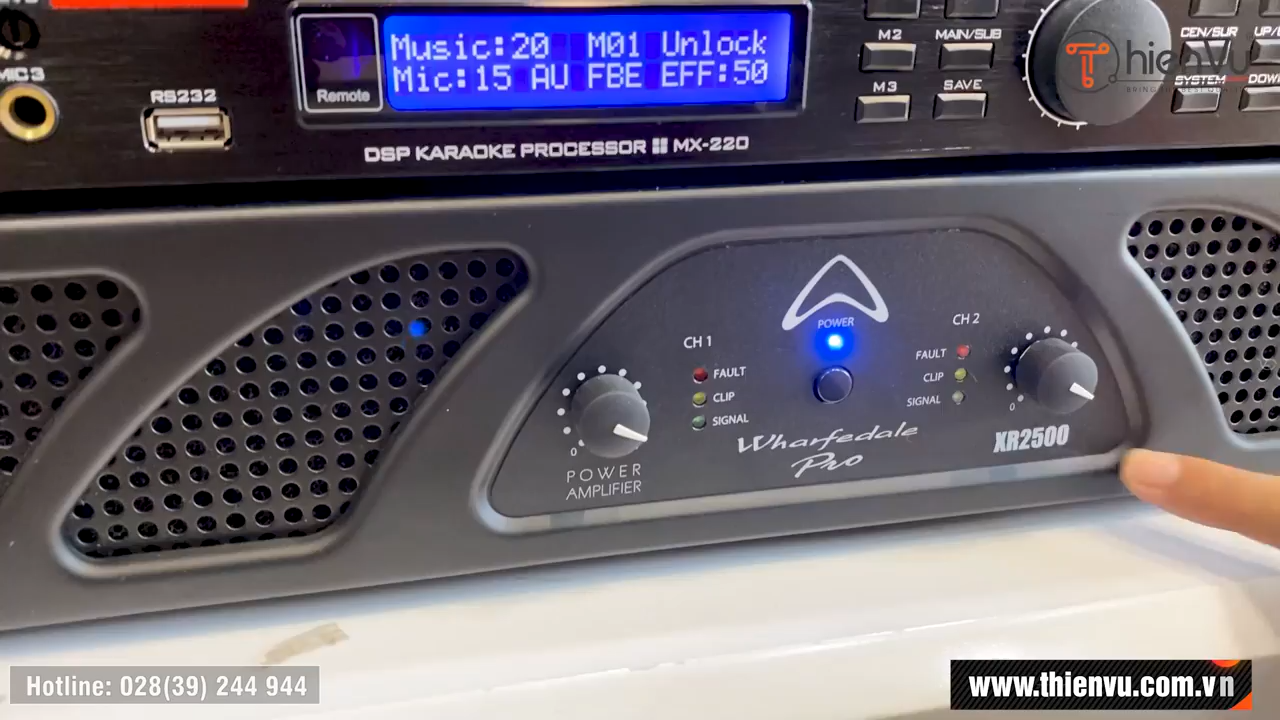 MIC 3
RS232
Remote
Music:20 M01 Unlock
Mic:15 AU FBE EFF:50
DSP KARAOKE PROCESSOR MX-220
M2
MAIN/SUB
M3
SAVE
CEN/SUR
SYSTEM
ThienVu
POWER
CH 1
FAULT
CLIP
SIGNAL
CH 2
FAULT
CLIP
SIGNAL
0
0
POWER
AMPLIFIER
Wharfedale
Pro
XR2500
Hotline: 028(39) 244 944
www.thienvu.com.vn